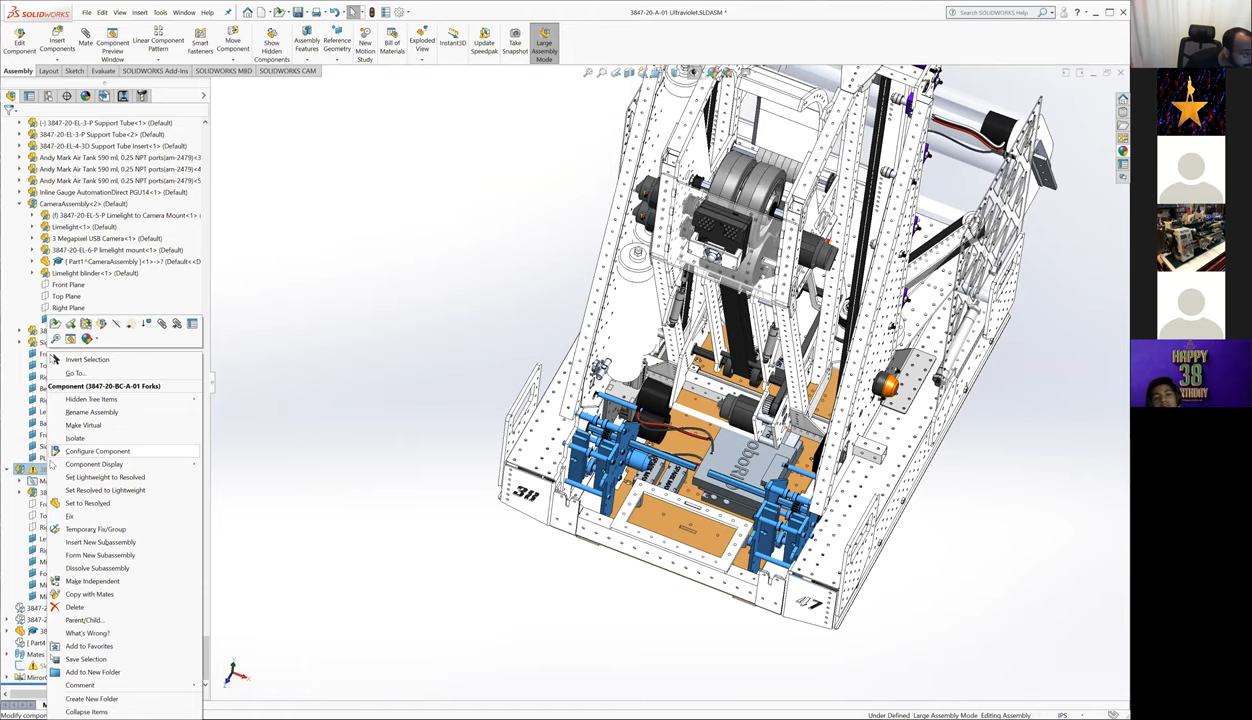 SOLIDWORKS File Edit View Insert Tools Window Help
3847-20-A-01 Ultraviolet.SLDASM *
Search SOLIDWORKS Help
Edit Component
Insert Components
Mate
Component Preview Window
Linear Component Pattern
Smart Fasteners
Move Component
Show Hidden Components
Assembly Features
Reference Geometry
New Motion Study
Bill of Materials
Exploded View
Instant3D
Update Speedpak
Take Snapshot
Large Assembly Mode
Assembly Layout Sketch Evaluate SOLIDWORKS Add-Ins SOLIDWORKS MBD SOLIDWORKS CAM
(-) 3847-20-EL-3-P Support Tube<1> (Default)
3847-20-EL-3-P Support Tube<2> (Default)
3847-20-EL-4-3D Support Tube Insert<1> (Default)
Andy Mark Air Tank 590 ml, 0.25 NPT ports(am-2479)<3
Andy Mark Air Tank 590 ml, 0.25 NPT ports(am-2479)<4
Andy Mark Air Tank 590 ml, 0.25 NPT ports(am-2479)<5
Inline Gauge AutomationDirect PGU14<1> (Default)
CameraAssembly<2> (Default)
(f) 3847-20-EL-5-P Limelight to Camera Mount<1> (
Limelight<1> (Default)
3 Megapixel USB Camera<1> (Default)
3847-20-EL-6-P limelight mount<1> (Default)
[ Part1^CameraAssembly ]<1>->? (Default<<D
Limelight blinder<1> (Default)
Front Plane
Top Plane
Right Plane
Invert Selection
Go To...
Component (3847-20-BC-A-01 Forks)
Hidden Tree Items
Rename Assembly
Make Virtual
Isolate
Configure Component
Component Display
Set Lightweight to Resolved
Set Resolved to Lightweight
Set to Resolved
Fix
Temporary Fix/Group
Insert New Subassembly
Form New Subassembly
Dissolve Subassembly
Make Independent
Copy with Mates
Delete
Parent/Child...
What's Wrong?
Add to Favorites
Save Selection
Add to New Folder
Comment
Create New Folder
Collapse Items
Mates
38
47
HAPPY
38
BIRTHDAY
Under Defined Large Assembly Mode Editing Assembly IPS